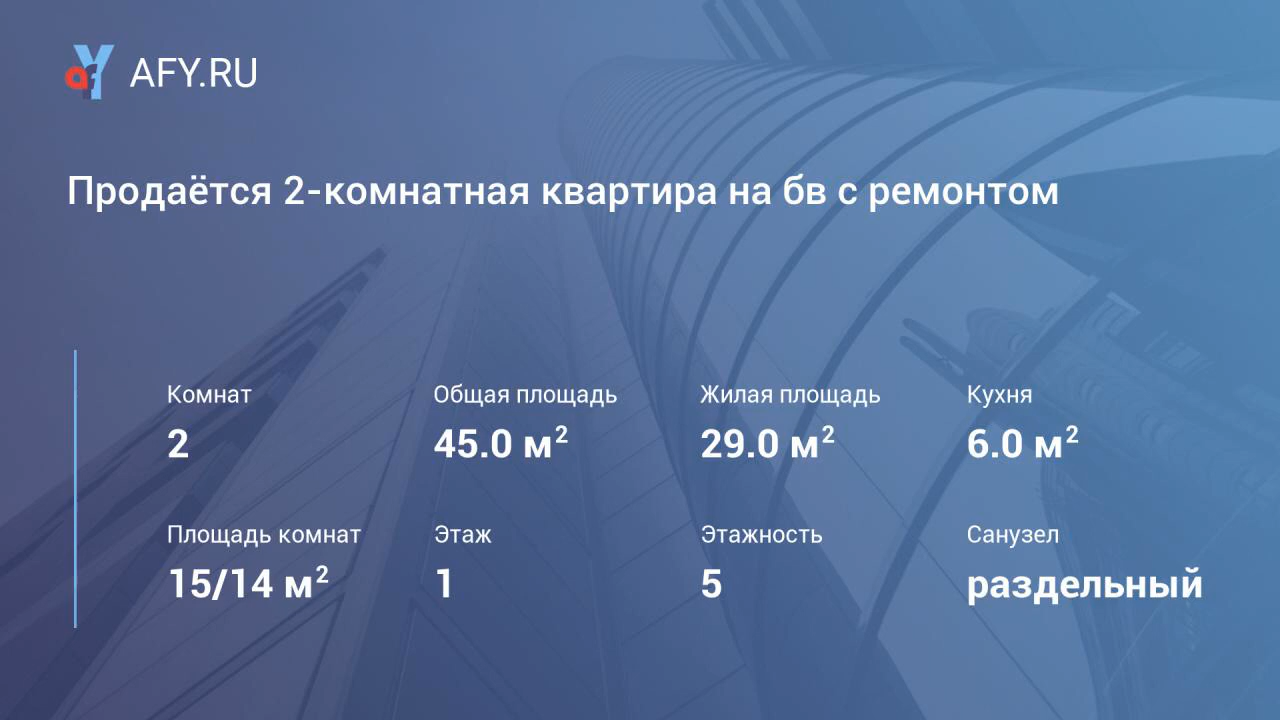 afy AFY.RU
Продаётся 2-комнатная квартира на бв с ремонтом
Комнат Общая площадь Жилая площадь Кухня
2 45.0 м² 29.0 м² 6.0 м²
Площадь комнат Этаж Этажность Санузел
15/14 м² 1 5 раздельный